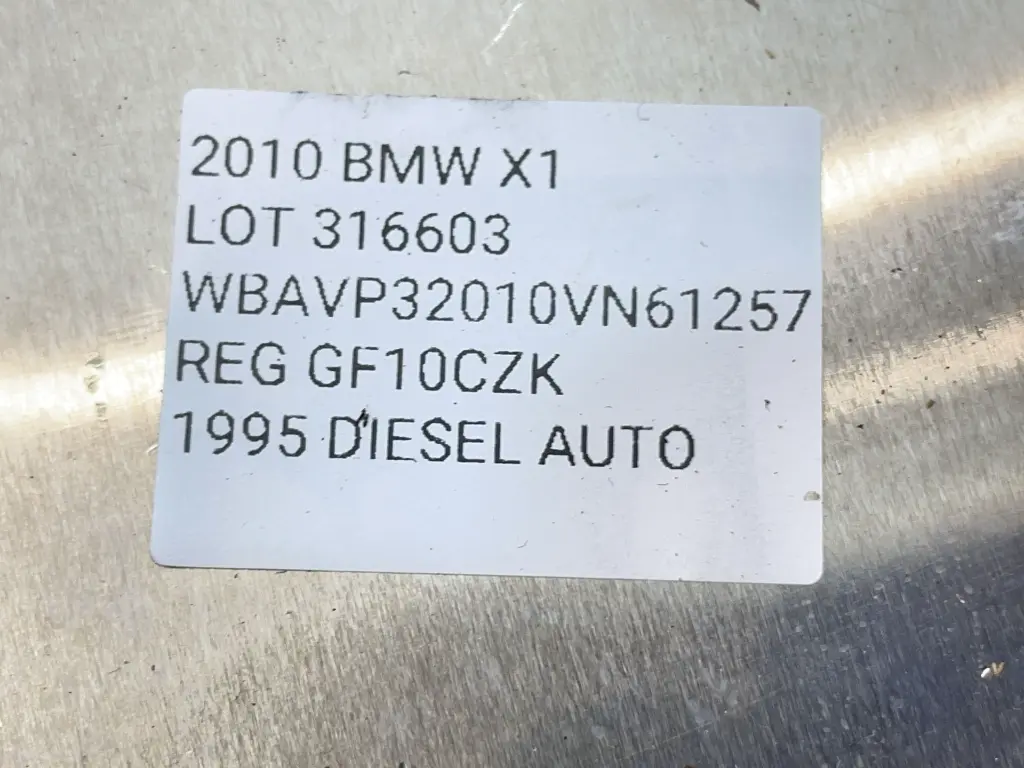 2010 BMW X1
LOT 316603
WBAVP32010VN61257
REG GF10CZK
1995 DIESEL AUTO